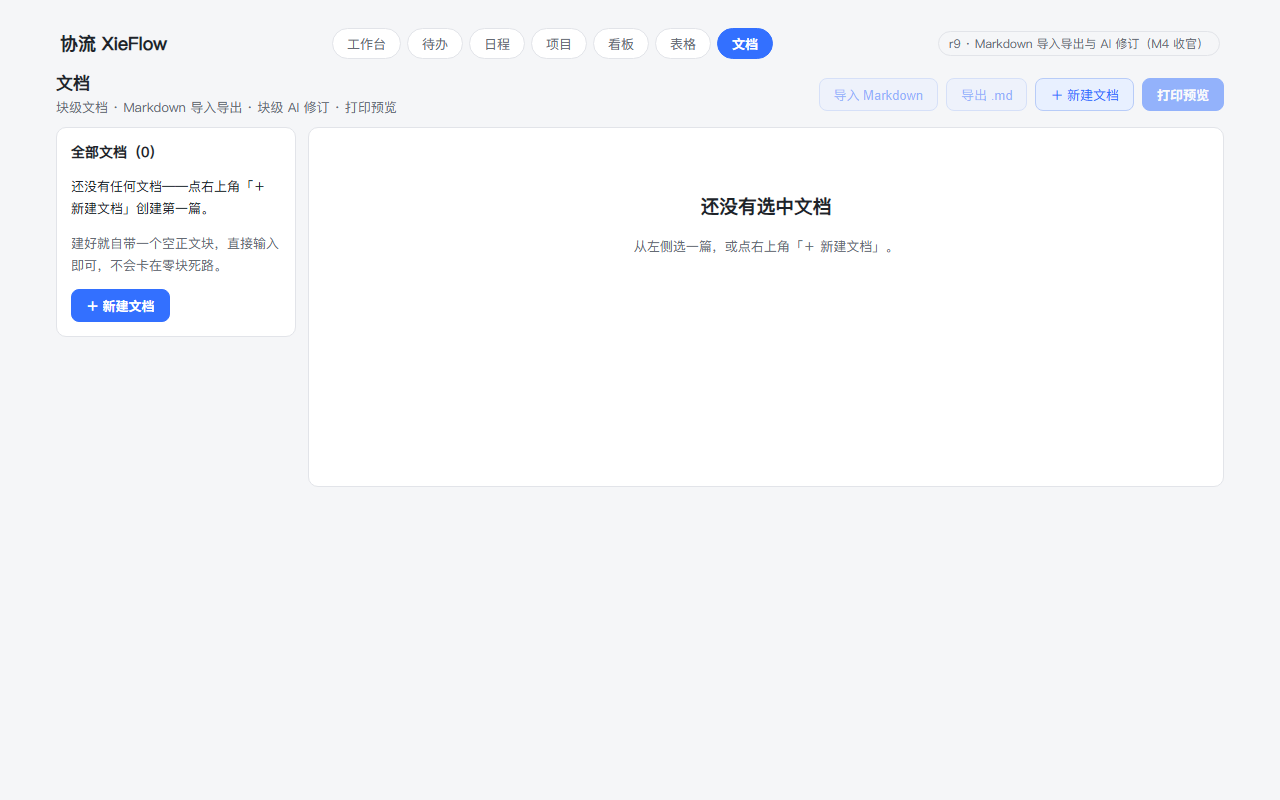 协流 XieFlow
工作台
待办
日程
项目
看板
表格
文档
r9 · Markdown 导入导出与 AI 修订（M4 收官）
文档
块级文档 · Markdown 导入导出 · 块级 AI 修订 · 打印预览
导入 Markdown
导出 .md
＋ 新建文档
打印预览
全部文档（0）
还没有任何文档——点右上角「＋
新建文档」创建第一篇。
建好就自带一个空正文块，直接输入
即可，不会卡在零块死路。
＋ 新建文档
还没有选中文档
从左侧选一篇，或点右上角「＋ 新建文档」。